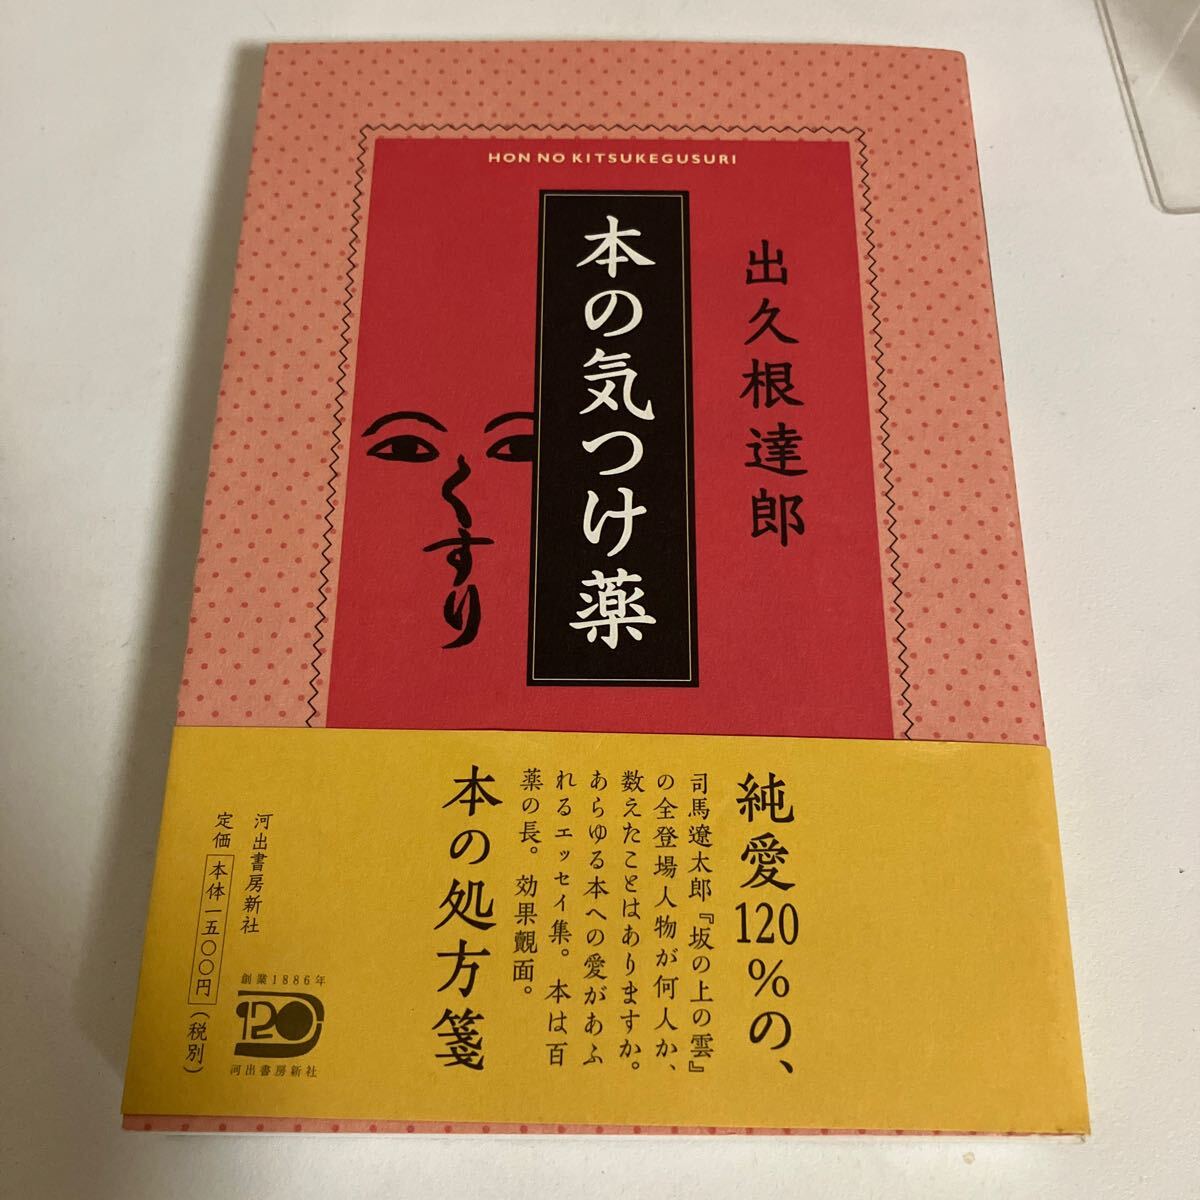 HON NO KITSUKEGUSURI
出久根達郎
本の気つけ薬
くすり
純愛120%の、
司馬遼太郎『坂の上の雲』
の全登場人物が何人か、
数えたことはありますか。
あらゆる本への愛があふ
れるエッセイ集。本は百
薬の長。効果覿面。
本の処方箋
河出書房新社
定価 本体一五〇〇円(税別)
創業1886年
120
河出書房新社